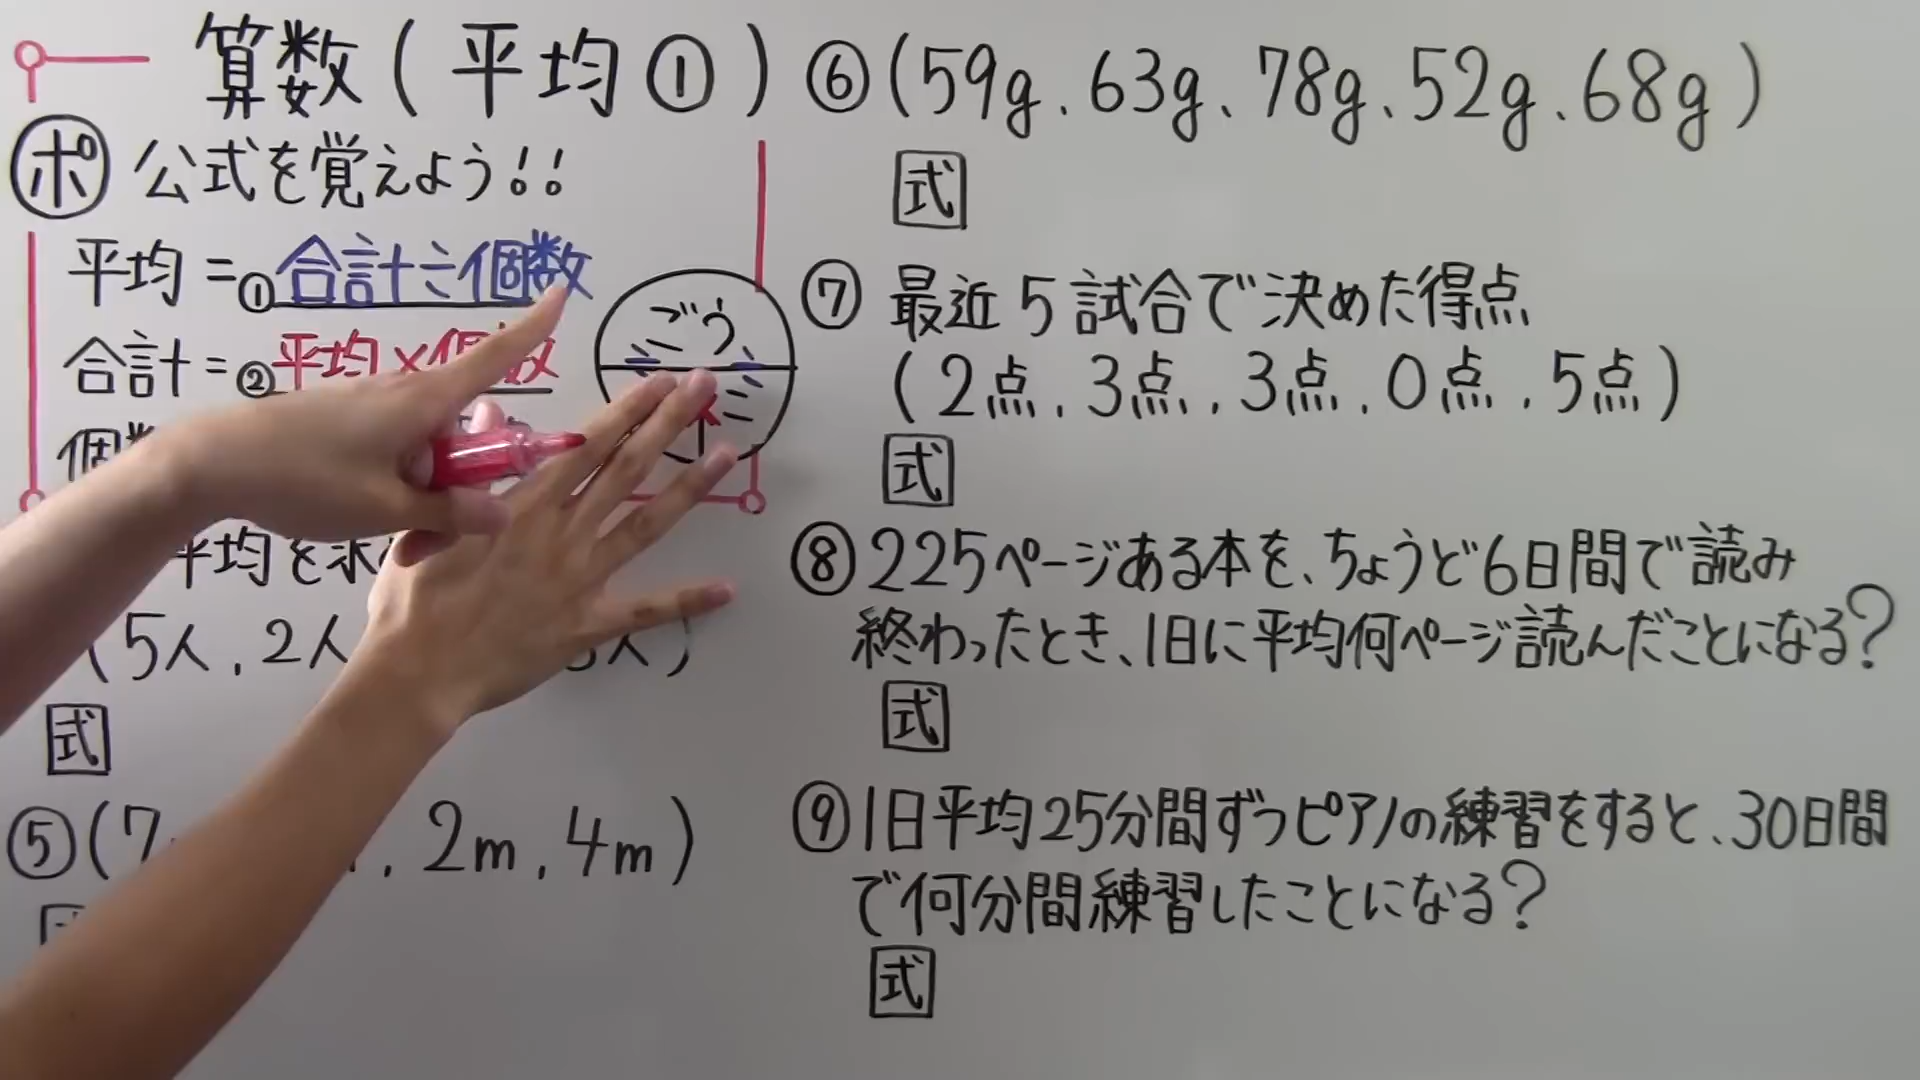 算数(平均①)
ポ 公式を覚えよう!!
平均=①合計÷個数
合計=②平均×個数
個数
ごう
平均を求
(5人,2人
人)
式
⑤(7
,2m,4m)
⑥(59g、63g、78g、52g、68g)
式
⑦最近5試合で決めた得点
(2点,3点,3点,0点,5点)
式
⑧225ページある本を、ちょうど6日間で読み
終わったとき、1日に平均何ページ読んだことになる?
式
⑨1日平均25分間ずつピアノの練習をすると、30日間
で何分間練習したことになる?
式